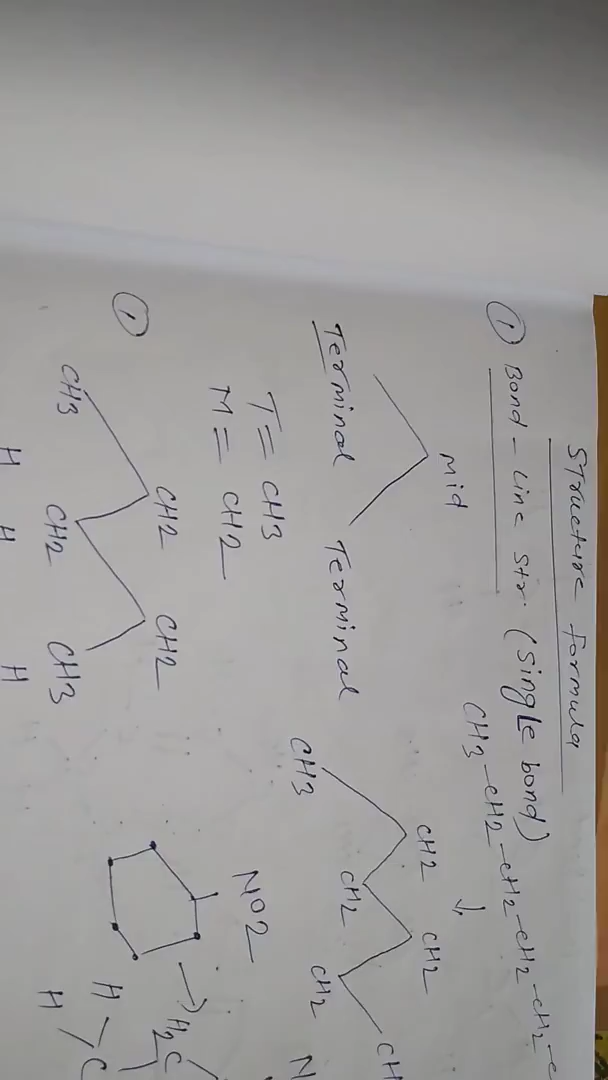 Structure formula
① Bond - Line Str. (single bond)
CH3-CH2-CH2-CH2-CH2-C
↓
Mid
Terminal Terminal
T = CH3
M = CH2
CH2 CH2 CH
CH3 CH2 CH2
①
CH2 CH2
CH3 CH2 CH3
NO2
→ H2C
N
H H H
H C
H